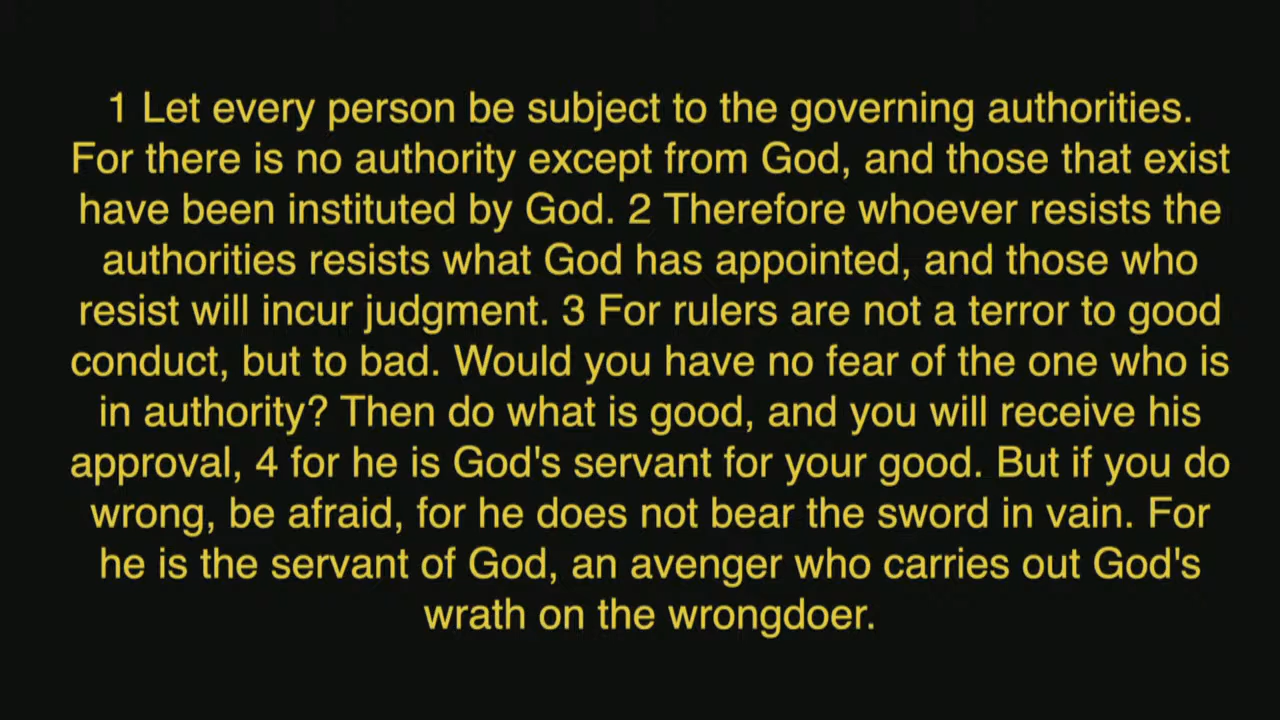 1 Let every person be subject to the governing authorities.
For there is no authority except from God, and those that exist
have been instituted by God. 2 Therefore whoever resists the
authorities resists what God has appointed, and those who
resist will incur judgment. 3 For rulers are not a terror to good
conduct, but to bad. Would you have no fear of the one who is
in authority? Then do what is good, and you will receive his
approval, 4 for he is God's servant for your good. But if you do
wrong, be afraid, for he does not bear the sword in vain. For
he is the servant of God, an avenger who carries out God's
wrath on the wrongdoer.